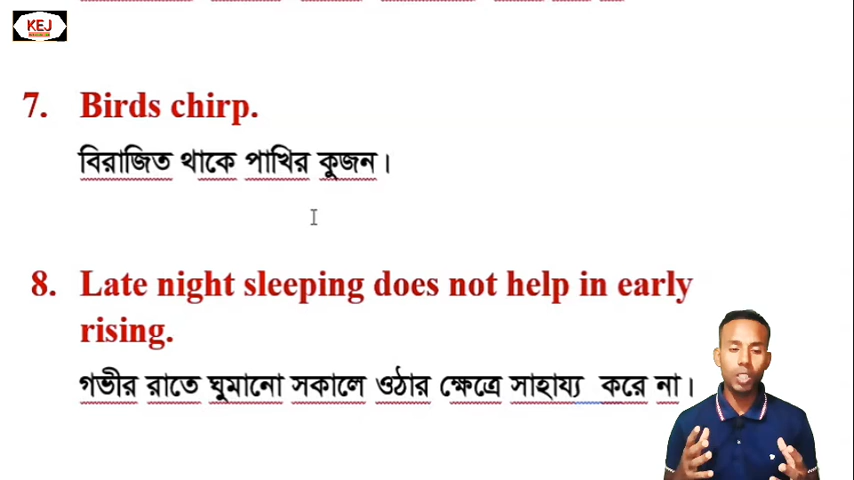 KEJ
7. Birds chirp.
বিরাজিত থাকে পাখির কুজন।
8. Late night sleeping does not help in early
rising.
গভীর রাতে ঘুমানো সকালে ওঠার ক্ষেত্রে সাহায্য করে না।